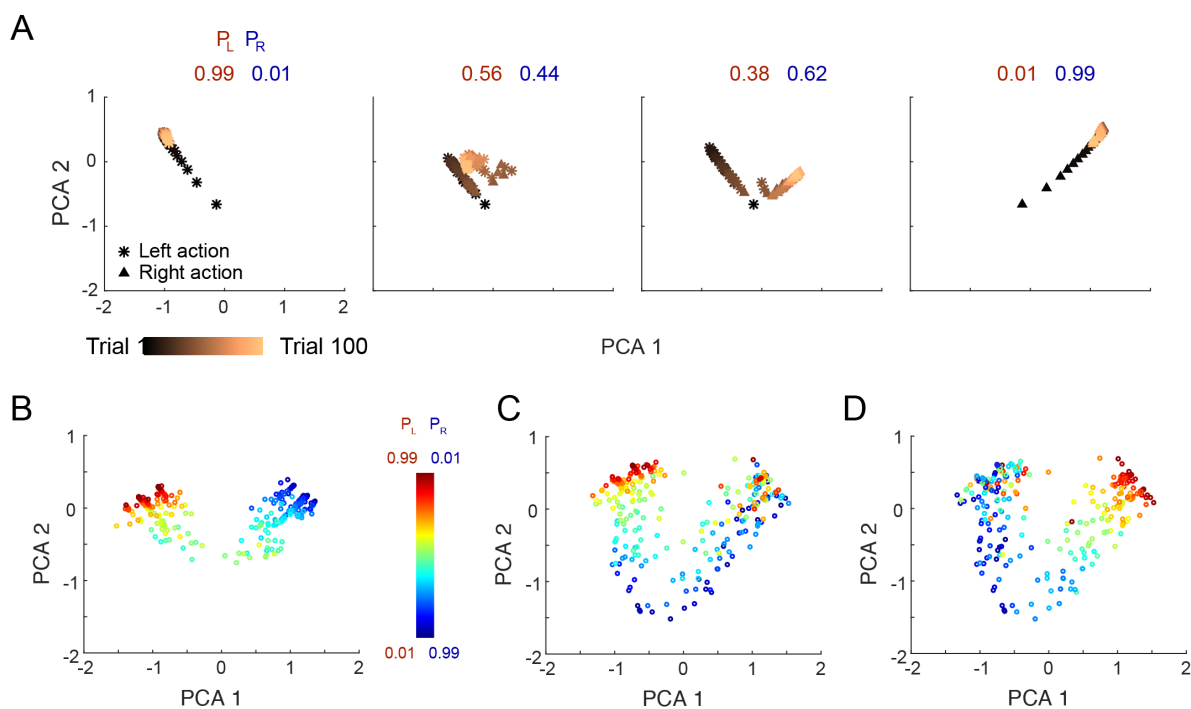 A
P_L P_R
0.99 0.01
0.56 0.44
0.38 0.62
0.01 0.99
1
0
-1
-2
PCA 2
Left action
Right action
-2 -1 0 1 2
Trial 1 Trial 100
PCA 1
B
C
D
P_L P_R
0.99 0.01
0.01 0.99
1
0
-1
-2
PCA 2
-2 -1 0 1 2
PCA 1
1
0
-1
-2
PCA 2
-2 -1 0 1 2
PCA 1
1
0
-1
-2
PCA 2
-2 -1 0 1 2
PCA 1